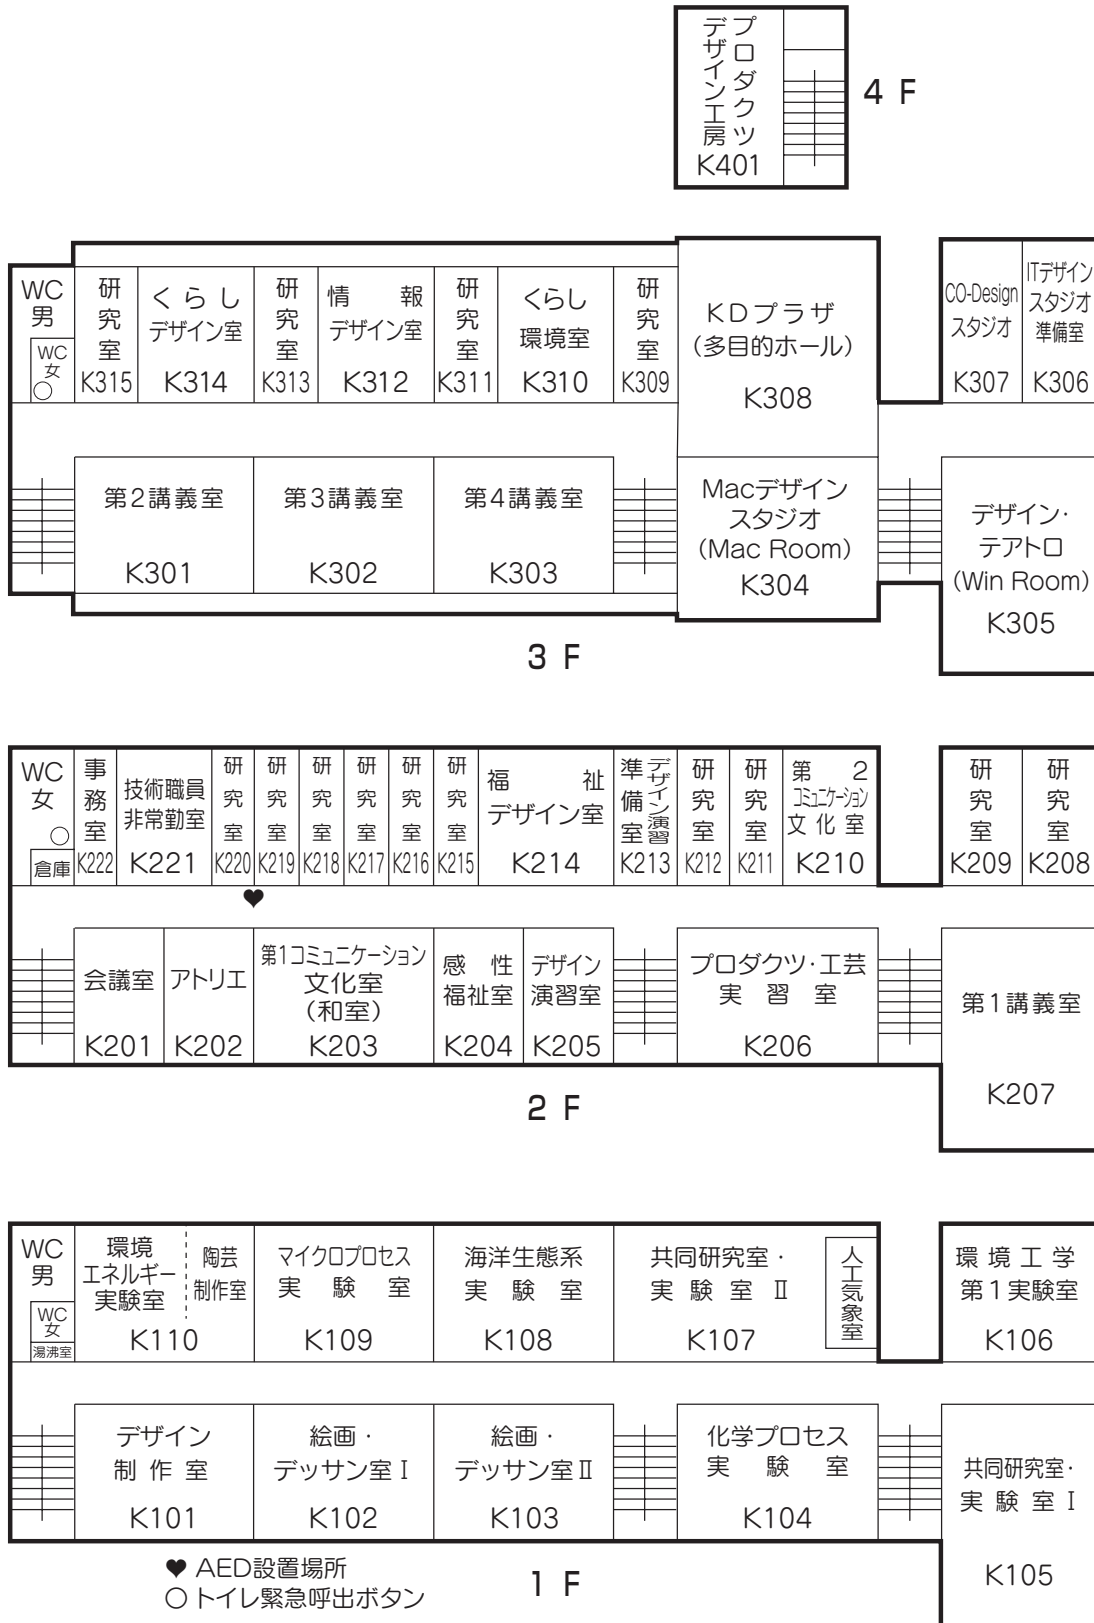 プロダクツ
デザイン工房
K401
4 F
WC
男
WC
女
研究室
K315
くらし
デザイン室
K314
研究室
K313
情報
デザイン室
K312
研究室
K311
くらし
環境室
K310
研究室
K309
KDプラザ
(多目的ホール)
K308
CO-Design
スタジオ
K307
ITデザイン
スタジオ
準備室
K306
第2講義室
K301
第3講義室
K302
第4講義室
K303
Macデザイン
スタジオ
(Mac Room)
K304
デザイン・
テアトロ
(Win Room)
K305
3 F
WC
女
倉庫
事務室
K222
技術職員
非常勤室
K221
研究室
K220
研究室
K219
研究室
K218
研究室
K217
研究室
K216
研究室
K215
福祉
デザイン室
K214
デザイン演習
準備室
K213
研究室
K212
研究室
K211
第2
コミュニケーション
文化室
K210
研究室
K209
研究室
K208
♥
会議室
K201
アトリエ
K202
第1コミュニケーション
文化室
(和室)
K203
感性
福祉室
K204
デザイン
演習室
K205
プロダクツ・工芸
実習室
K206
第1講義室
K207
2 F
WC
男
WC
女
湯沸室
環境
エネルギー
実験室
陶芸
制作室
K110
マイクロプロセス
実験室
K109
海洋生態系
実験室
K108
共同研究室・
実験室Ⅱ
K107
人工気象室
環境工学
第1実験室
K106
デザイン
制作室
K101
絵画・
デッサン室Ⅰ
K102
絵画・
デッサン室Ⅱ
K103
化学プロセス
実験室
K104
共同研究室・
実験室Ⅰ
K105
♥ AED設置場所
○ トイレ緊急呼出ボタン
1 F